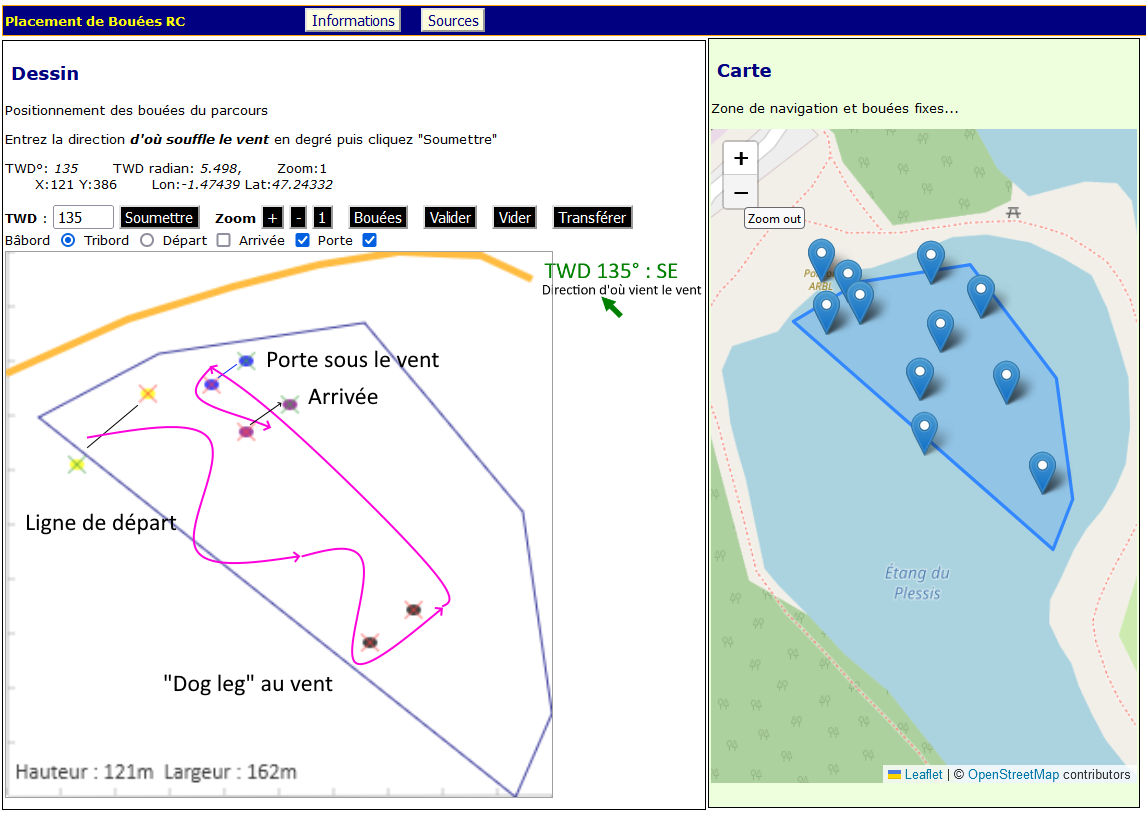 Placement de Bouées RC
Informations
Sources
Dessin
Positionnement des bouées du parcours
Entrez la direction d'où souffle le vent en degré puis cliquez "Soumettre"
TWD°: 135 TWD radian: 5.498, Zoom:1
X:121 Y:386 Lon:-1.47439 Lat:47.24332
TWD : 135 Soumettre Zoom + - 1 Bouées Valider Vider Transférer
Bâbord Tribord Départ Arrivée Porte
TWD 135° : SE
Direction d'où vient le vent
Porte sous le vent
Arrivée
Ligne de départ
"Dog leg" au vent
Hauteur : 121m Largeur : 162m
Carte
Zone de navigation et bouées fixes...
+
−
Zoom out
ARBL
Étang du
Plessis
Leaflet | © OpenStreetMap contributors